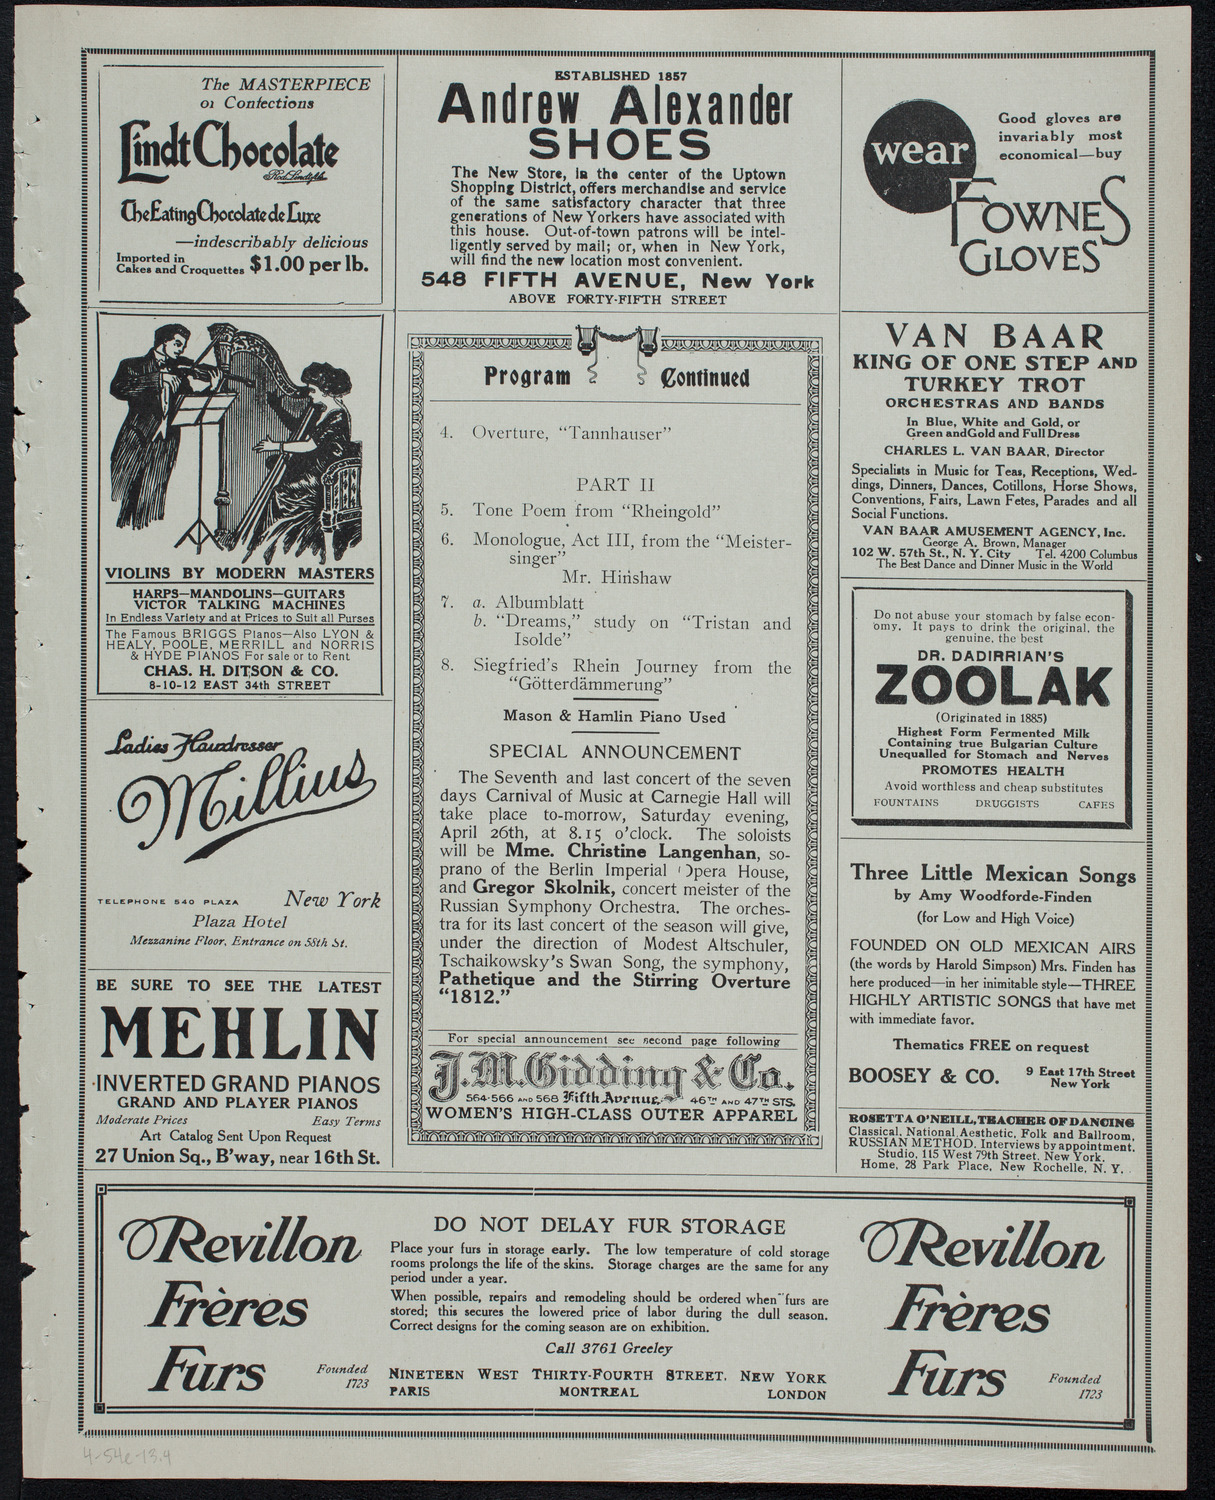 The MASTERPIECE
of Confections
Lindt Chocolate
Rod. Lindt fils
The Eating Chocolate de Luxe
—indescribably delicious
Imported in
Cakes and Croquettes $1.00 per lb.
VIOLINS BY MODERN MASTERS
HARPS—MANDOLINS—GUITARS
VICTOR TALKING MACHINES
In Endless Variety and at Prices to Suit all Purses
The Famous BRIGGS Pianos—Also LYON &
HEALY, POOLE, MERRILL and NORRIS
& HYDE PIANOS For sale or to Rent
CHAS. H. DITSON & CO.
8-10-12 EAST 34th STREET
Ladies Hairdresser
Millius
TELEPHONE 540 PLAZA New York
Plaza Hotel
Mezzanine Floor, Entrance on 58th St.
BE SURE TO SEE THE LATEST
MEHLIN
INVERTED GRAND PIANOS
GRAND AND PLAYER PIANOS
Moderate Prices Easy Terms
Art Catalog Sent Upon Request
27 Union Sq., B'way, near 16th St.
ESTABLISHED 1857
Andrew Alexander
SHOES
The New Store, in the center of the Uptown
Shopping District, offers merchandise and service
of the same satisfactory character that three
generations of New Yorkers have associated with
this house. Out-of-town patrons will be intel-
ligently served by mail; or, when in New York,
will find the new location most convenient.
548 FIFTH AVENUE, New York
ABOVE FORTY-FIFTH STREET
Program Continued
4. Overture, "Tannhauser"
PART II
5. Tone Poem from "Rheingold"
6. Monologue, Act III, from the "Meister-
singer"
Mr. Hinshaw
7. a. Albumblatt
b. "Dreams," study on "Tristan and
Isolde"
8. Siegfried's Rhein Journey from the
"Götterdämmerung"
Mason & Hamlin Piano Used
SPECIAL ANNOUNCEMENT
The Seventh and last concert of the seven
days Carnival of Music at Carnegie Hall will
take place to-morrow, Saturday evening,
April 26th, at 8.15 o'clock. The soloists
will be Mme. Christine Langenhan, so-
prano of the Berlin Imperial Opera House,
and Gregor Skolnik, concert meister of the
Russian Symphony Orchestra. The orches-
tra for its last concert of the season will give,
under the direction of Modest Altschuler,
Tschaikowsky's Swan Song, the symphony,
Pathetique and the Stirring Overture
"1812."
For special announcement see second page following
J.M. Gidding & Co.
564-566 AND 568 Fifth Avenue 46TH AND 47TH STS.
WOMEN'S HIGH-CLASS OUTER APPAREL
wear
Good gloves are
invariably most
economical—buy
FOWNES
GLOVES
VAN BAAR
KING OF ONE STEP AND
TURKEY TROT
ORCHESTRAS AND BANDS
In Blue, White and Gold, or
Green and Gold and Full Dress
CHARLES L. VAN BAAR, Director
Specialists in Music for Teas, Receptions, Wed-
dings, Dinners, Dances, Cotillons, Horse Shows,
Conventions, Fairs, Lawn Fetes, Parades and all
Social Functions.
VAN BAAR AMUSEMENT AGENCY, Inc.
George A. Brown, Manager
102 W. 57th St., N. Y. City Tel. 4200 Columbus
The Best Dance and Dinner Music in the World
Do not abuse your stomach by false econ-
omy. It pays to drink the original, the
genuine, the best
DR. DADIRRIAN'S
ZOOLAK
(Originated in 1885)
Highest Form Fermented Milk
Containing true Bulgarian Culture
Unequalled for Stomach and Nerves
PROMOTES HEALTH
Avoid worthless and cheap substitutes
FOUNTAINS DRUGGISTS CAFES
Three Little Mexican Songs
by Amy Woodforde-Finden
(for Low and High Voice)
FOUNDED ON OLD MEXICAN AIRS
(the words by Harold Simpson) Mrs. Finden has
here produced—in her inimitable style—THREE
HIGHLY ARTISTIC SONGS that have met
with immediate favor.
Thematics FREE on request
BOOSEY & CO. 9 East 17th Street
New York
ROSETTA O'NEILL, TEACHER OF DANCING
Classical, National, Aesthetic, Folk and Ballroom,
RUSSIAN METHOD. Interviews by appointment.
Studio, 115 West 79th Street, New York.
Home, 28 Park Place, New Rochelle, N. Y.
Revillon
Frères
Furs
Founded
1723
DO NOT DELAY FUR STORAGE
Place your furs in storage early. The low temperature of cold storage
rooms prolongs the life of the skins. Storage charges are the same for any
period under a year.
When possible, repairs and remodeling should be ordered when furs are
stored; this secures the lowered price of labor during the dull season.
Correct designs for the coming season are on exhibition.
Call 3761 Greeley
NINETEEN WEST THIRTY-FOURTH STREET, NEW YORK
PARIS MONTREAL LONDON
Revillon
Frères
Furs
Founded
1723
4-54e-13.4